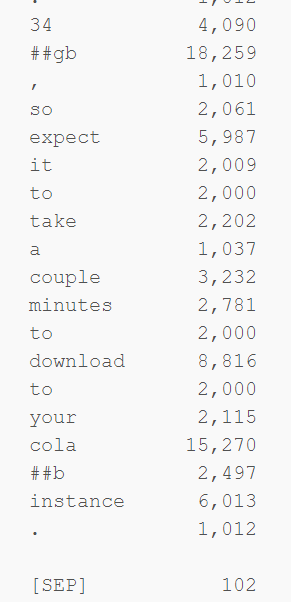 . 1,012
34 4,090
##gb 18,259
, 1,010
so 2,061
expect 5,987
it 2,009
to 2,000
take 2,202
a 1,037
couple 3,232
minutes 2,781
to 2,000
download 8,816
to 2,000
your 2,115
cola 15,270
##b 2,497
instance 6,013
. 1,012
[SEP] 102